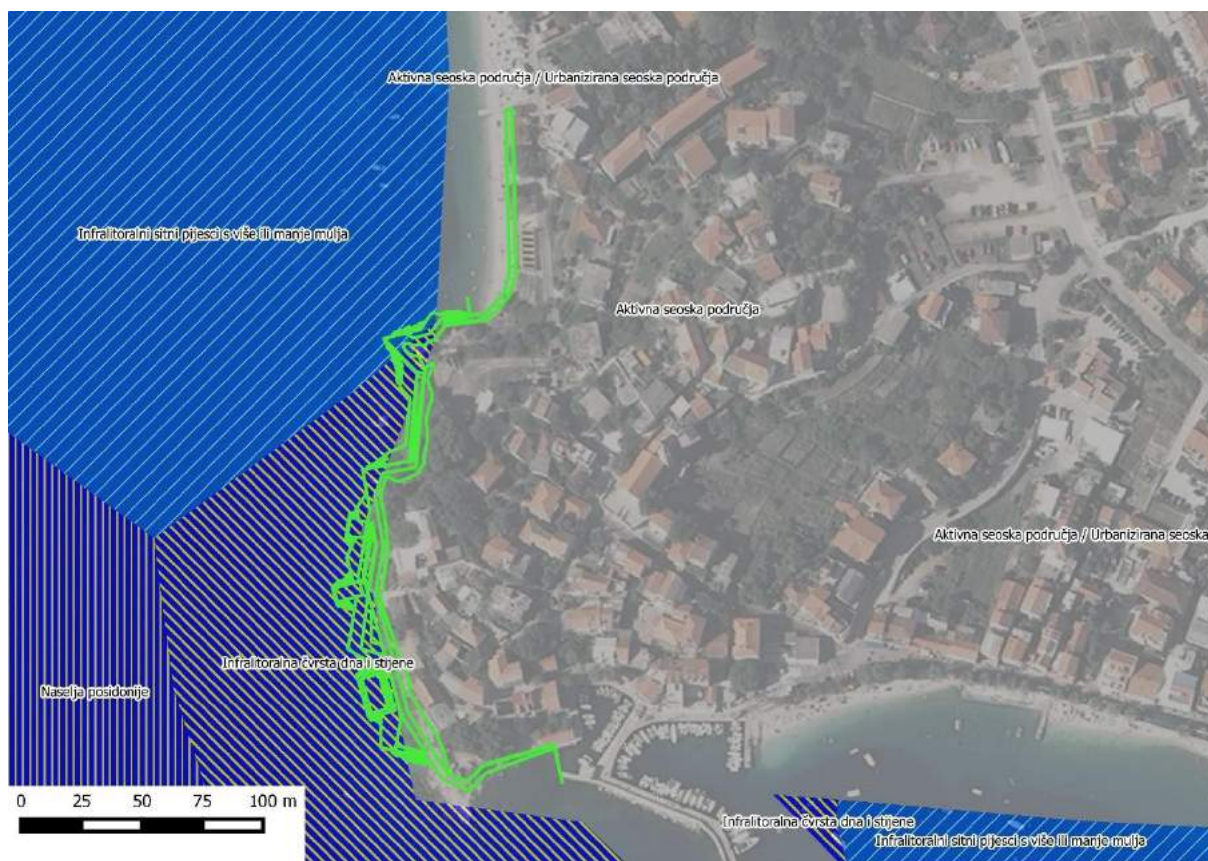 Aktivna seoska područja / Urbanizirana seoska područja
Infralitoralni sitni pijesci s više ili manje mulja
Aktivna seoska područja
Aktivna seoska područja / Urbanizirana seoska
Infralitoralna čvrsta dna i stijene
Naselja posidonije
0 25 50 75 100 m
Infralitoralna čvrsta dna i stijene
Infralitoralni sitni pijesci s više ili manje mulja